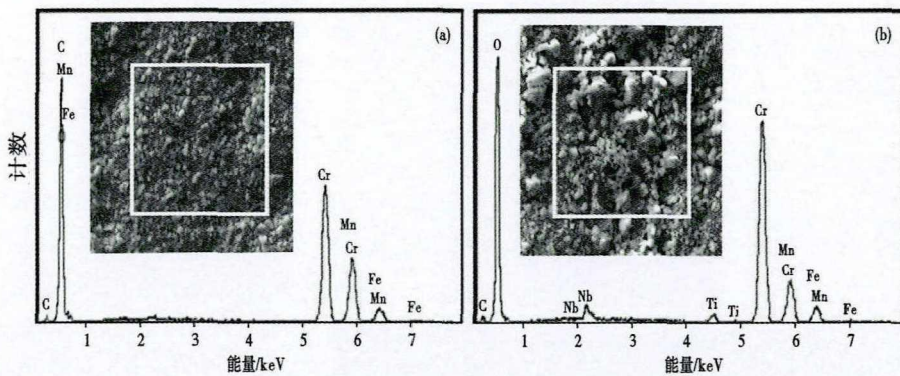 计数
(a)
C
Mn
Fe
C
Cr
Mn
Cr
Fe
Mn
Fe
1 2 3 4 5 6 7
能量/keV
(b)
O
C
Nb
Nb
Ti
Ti
Cr
Mn
Cr
Fe
Mn
Fe
1 2 3 4 5 6 7
能量/keV